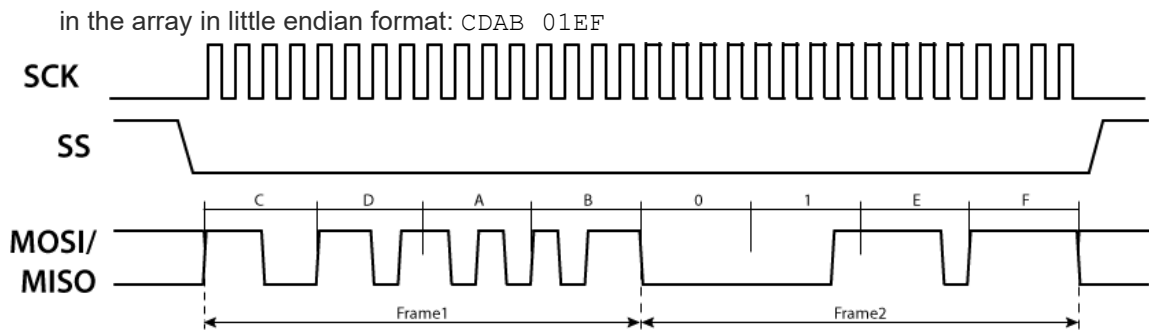 in the array in little endian format: CDAB 01EF
SCK
SS
C D A B 0 1 E F
MOSI/
MISO
Frame1 Frame2